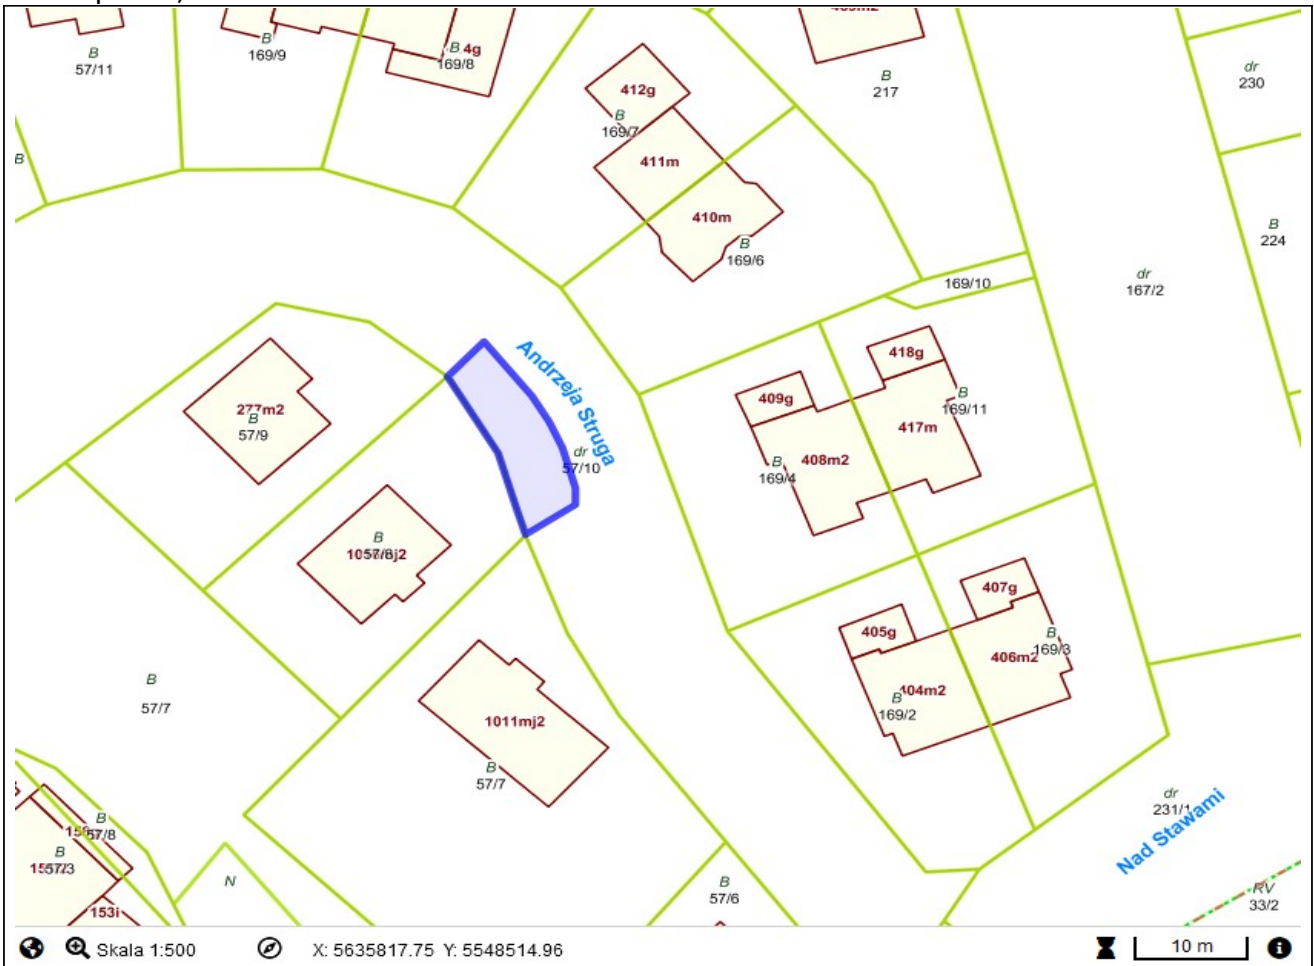 B
57/11
B
169/9
B 4g
169/8
412g
B
169/7
411m
410m
B
169/6
B
217
dr
230
B
B
224
dr
167/2
169/10
Andrzeja Struga
277m2
B
57/9
418g
409g
B
169/11
417m
408m2
B
169/4
dr
57/10
B
407g
405g
B
169/3
406m2
404m2
B
169/2
B
57/7
1011mj2
B
57/7
dr
231/1
Nad Stawami
B
57/8
B
57/3
153i
N
B
57/6
RV
33/2
Skala 1:500 X: 5635817.75 Y: 5548514.96 10 m